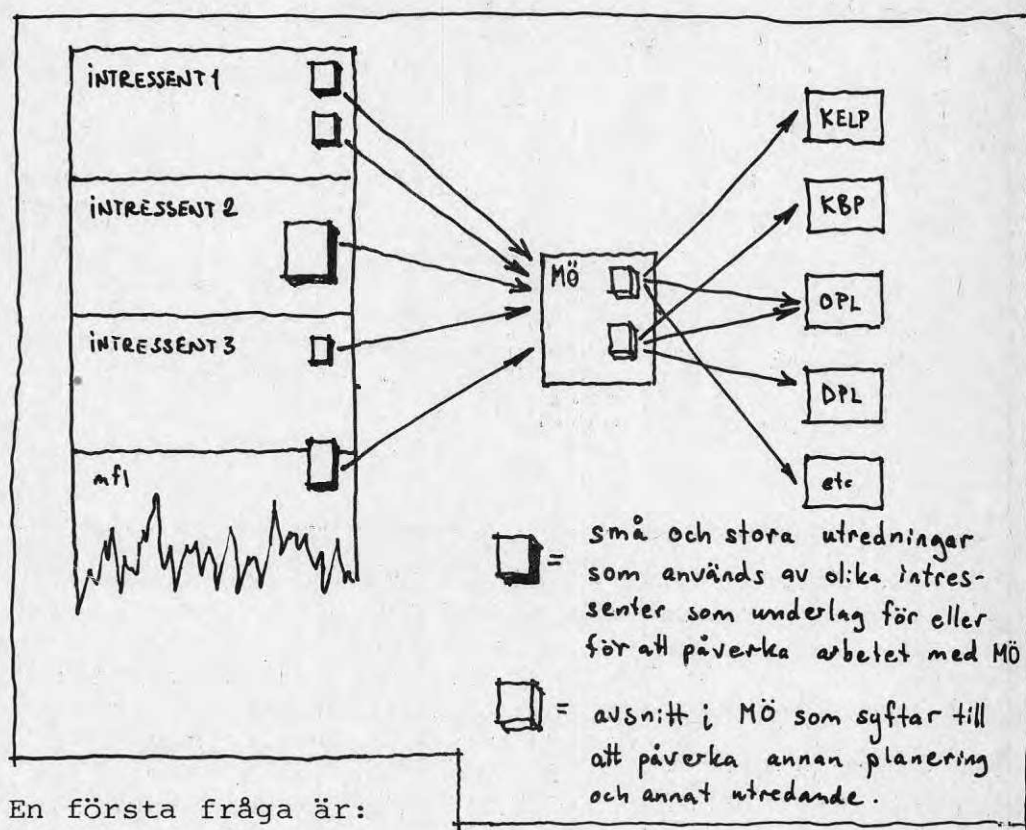 INTRESSENT 1
INTRESSENT 2
INTRESSENT 3
mfl
MÖ
KELP
KBP
OPL
DPL
etc
= små och stora utredningar
som används av olika intres-
senter som underlag för eller
för att påverka arbetet med MÖ
= avsnitt i MÖ som syftar till
att påverka annan planering
och annat utredande.
En första fråga är: